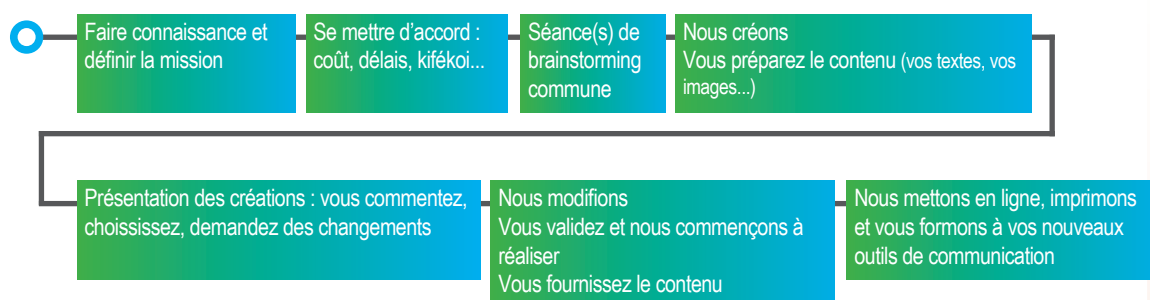 Faire connaissance et
définir la mission
Se mettre d'accord :
coût, délais, kifékoi...
Séance(s) de
brainstorming
commune
Nous créons
Vous préparez le contenu (vos textes, vos
images...)
Présentation des créations : vous commentez,
choississez, demandez des changements
Nous modifions
Vous validez et nous commençons à
réaliser
Vous fournissez le contenu
Nous mettons en ligne, imprimons
et vous formons à vos nouveaux
outils de communication